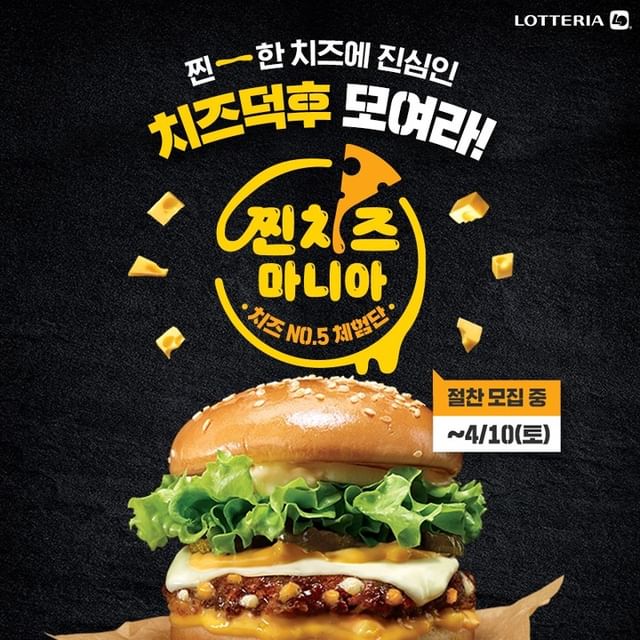 LOTTERIA
찐一한 치즈에 진심인
치즈덕후 모여라!
찐치즈
마니아
·치즈 NO.5 체험단·
절찬 모집 중
~4/10(토)